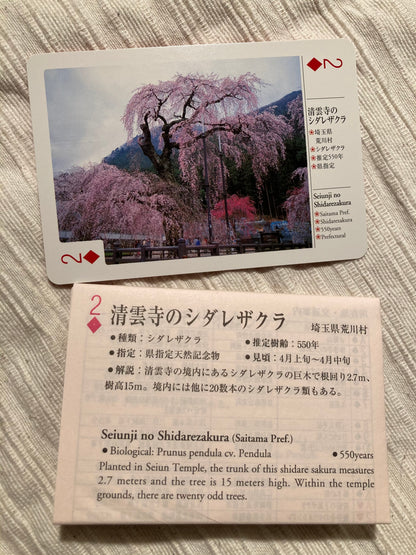 2
清雲寺の
シダレザクラ
埼玉県
荒川村
シダレザクラ
推定550年
県指定
Seiunji no
Shidarezakura
Saitama Pref.
Shidarezakura
550years
Prefectural
2
2
清雲寺のシダレザクラ 埼玉県荒川村
●種類：シダレザクラ ●推定樹齢：550年
●指定：県指定天然記念物 ●見頃：4月上旬〜4月中旬
●解説：清雲寺の境内にあるシダレザクラの巨木で根回り2.7m、
樹高15m。境内には他に20数本のシダレザクラ類もある。
Seiunji no Shidarezakura (Saitama Pref.)
● Biological: Prunus pendula cv. Pendula ● 550years
Planted in Seiun Temple, the trunk of this shidare sakura measures
2.7 meters and the tree is 15 meters high. Within the temple
grounds, there are twenty odd trees.